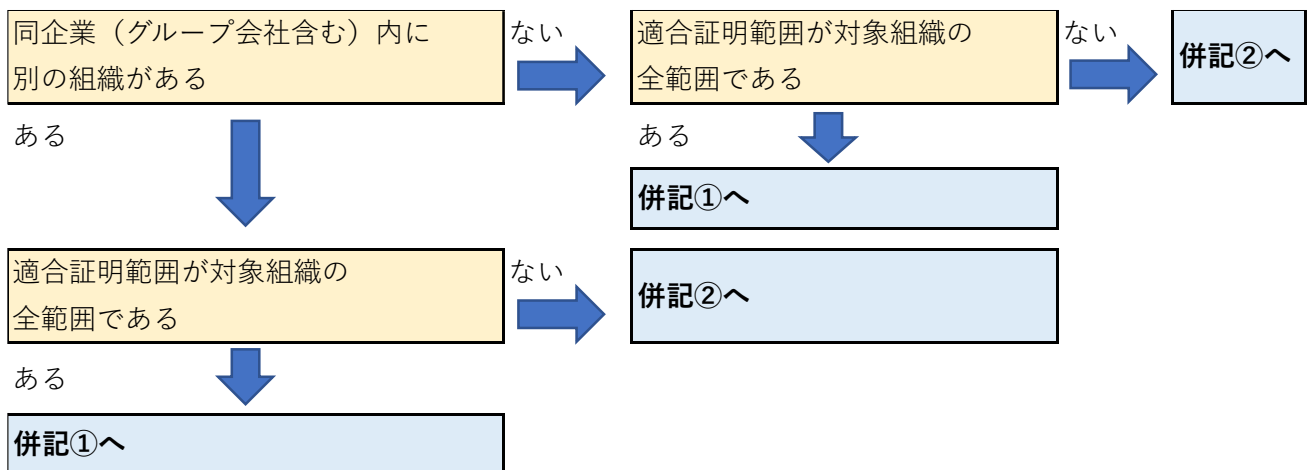 同企業（グループ会社含む）内に
別の組織がある
ない
適合証明範囲が対象組織の
全範囲である
ない
併記②へ
ある
ある
併記①へ
適合証明範囲が対象組織の
全範囲である
ない
併記②へ
ある
併記①へ